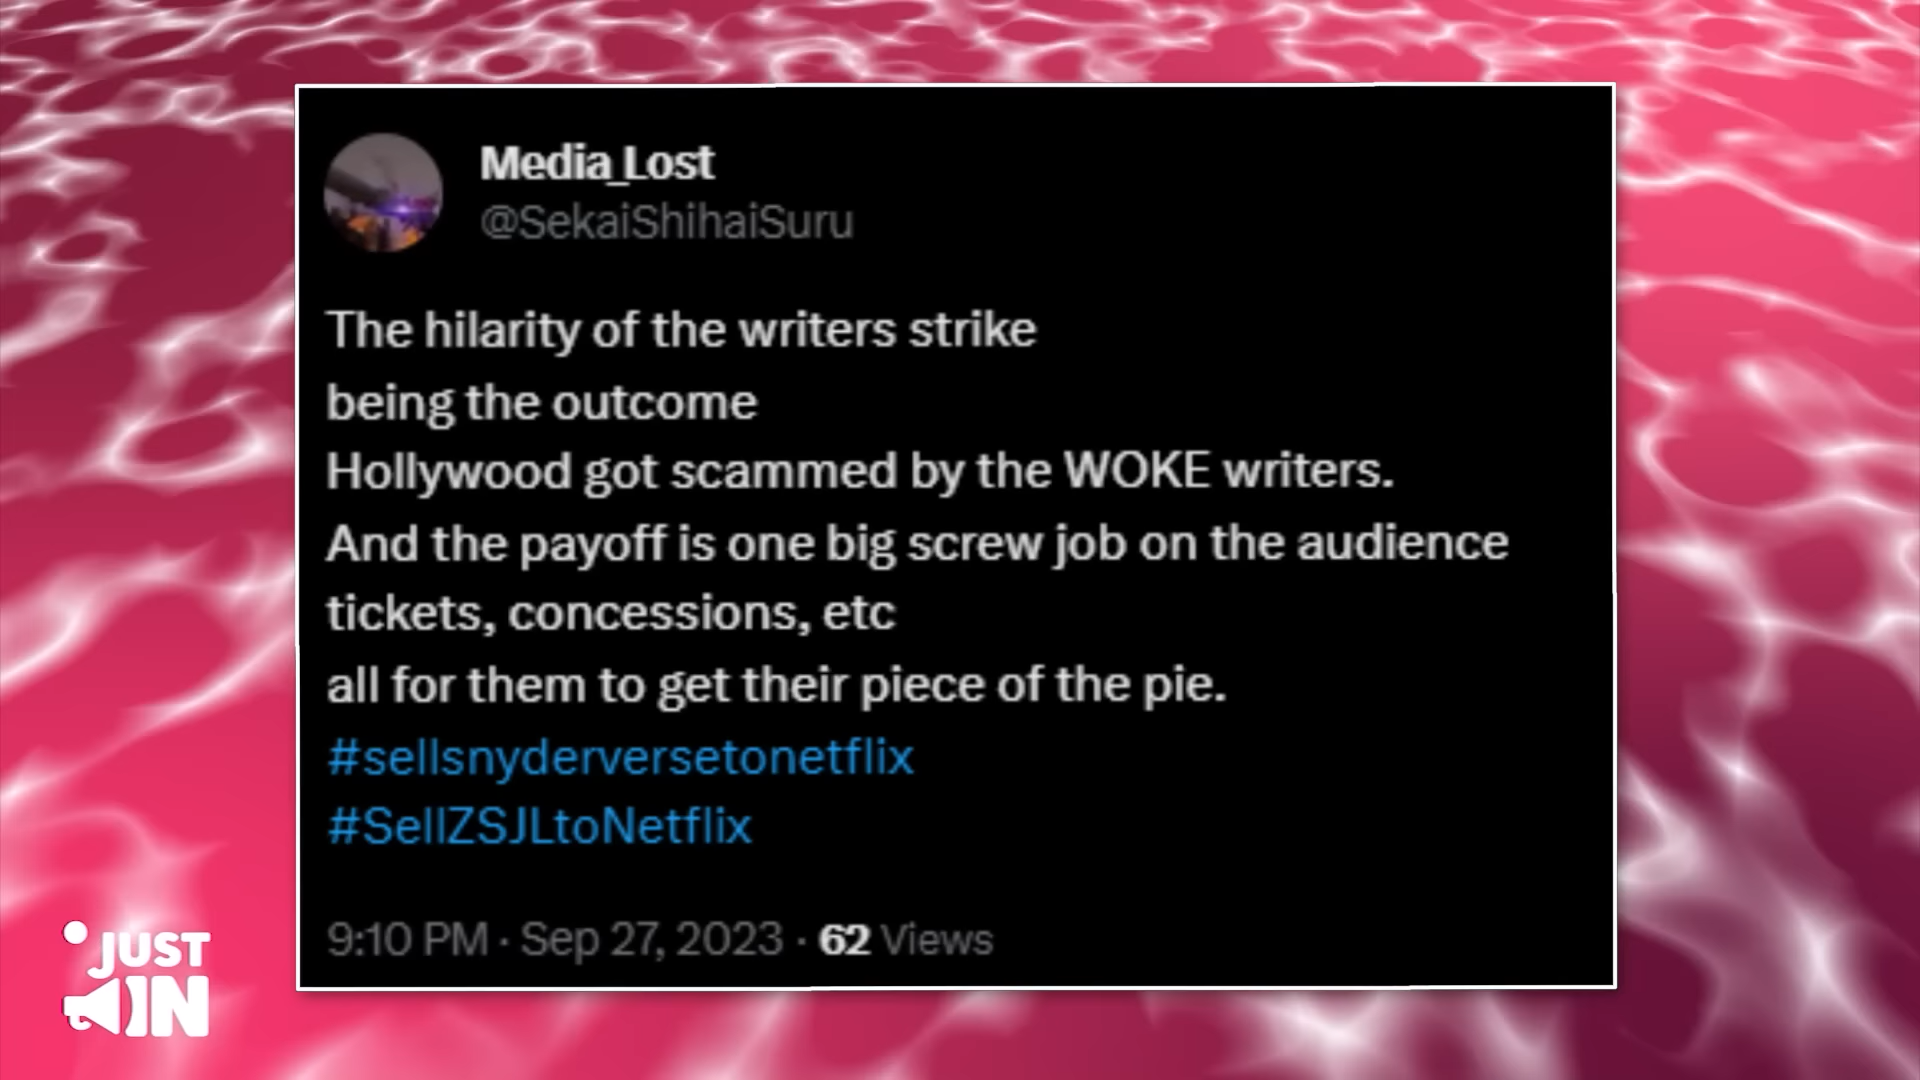 Media_Lost
@SekaiShihaiSuru
The hilarity of the writers strike
being the outcome
Hollywood got scammed by the WOKE writers.
And the payoff is one big screw job on the audience
tickets, concessions, etc
all for them to get their piece of the pie.
#sellsnyderversetonetflix
#SellZSJLtoNetflix
9:10 PM · Sep 27, 2023 · 62 Views
JUST
IN